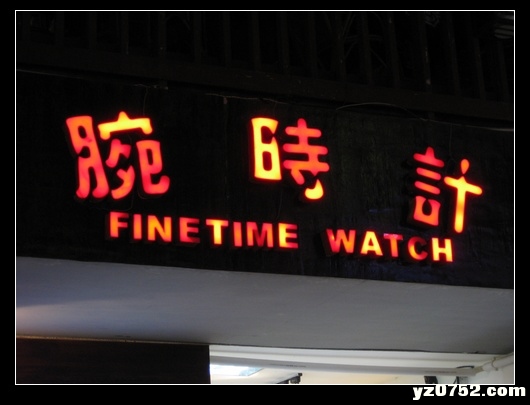 腕時計
FINETIME WATCH
yz0752.com